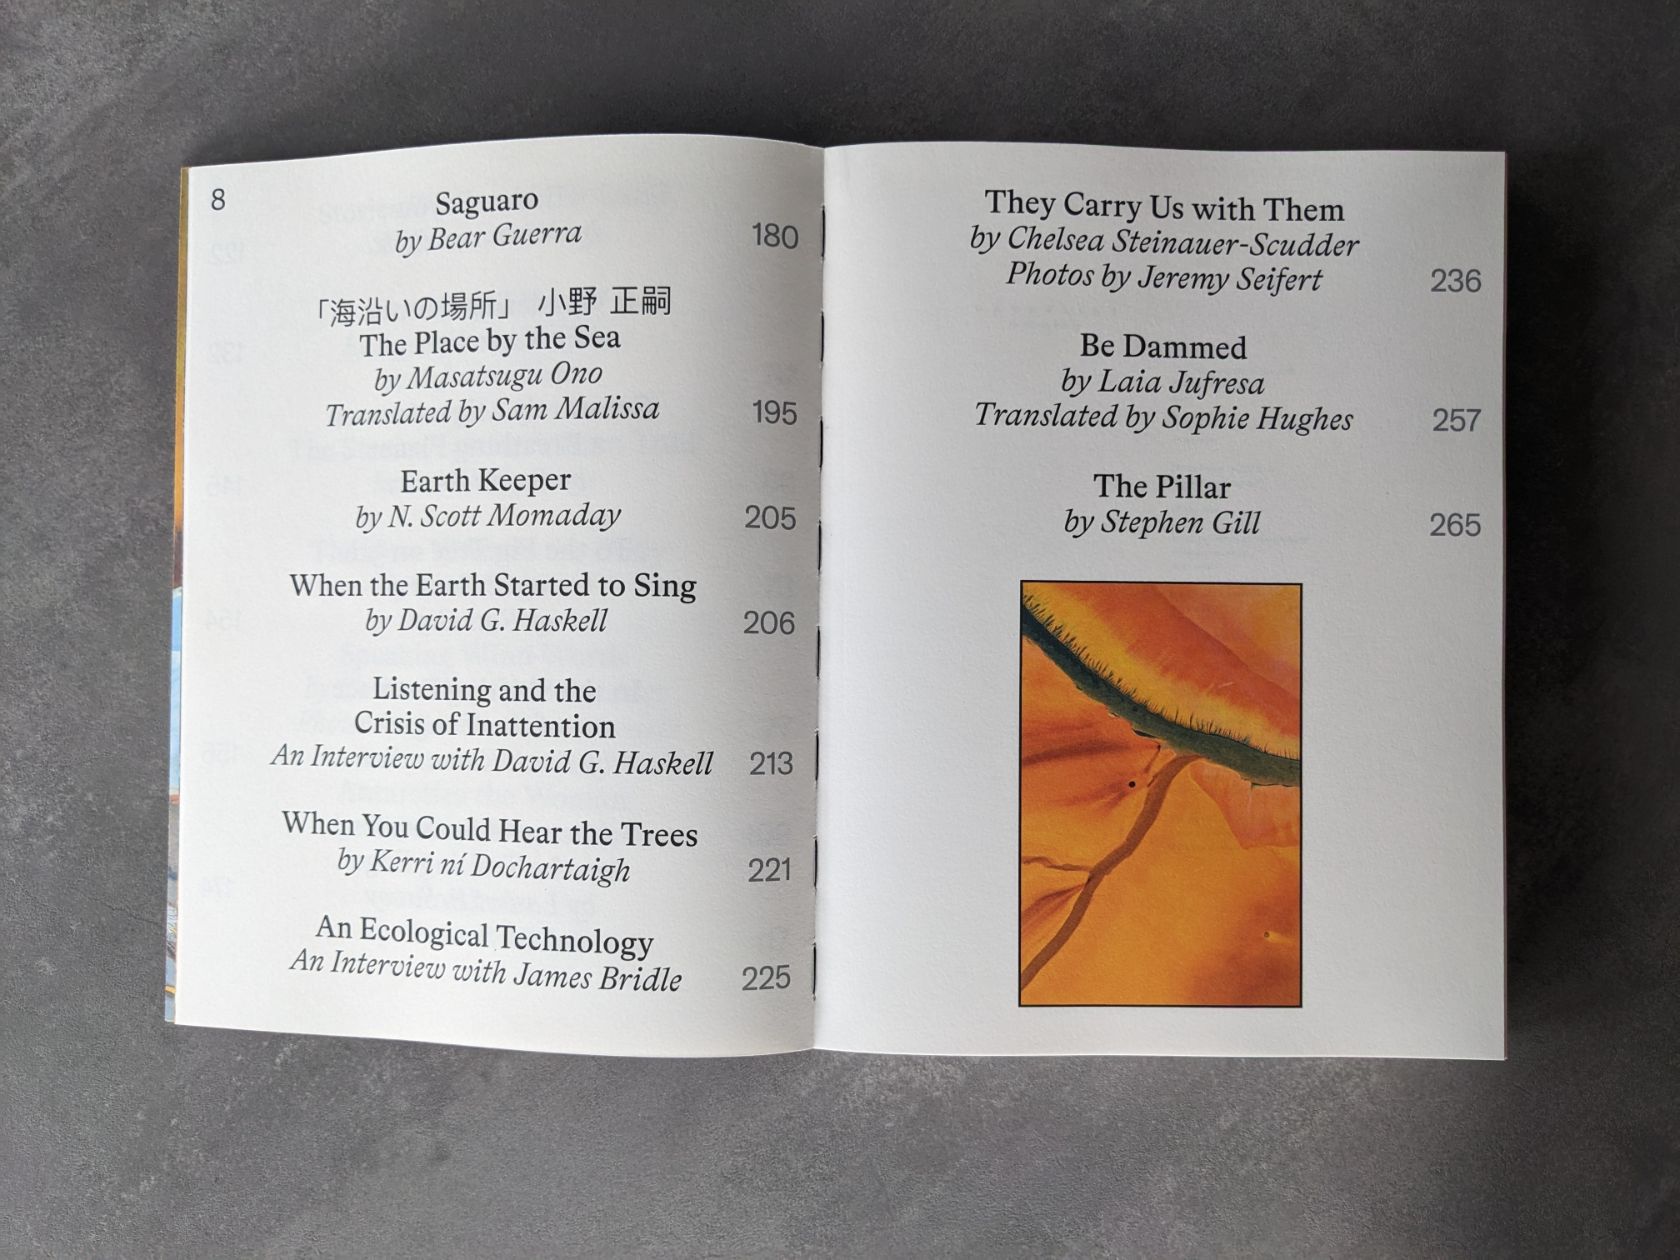 8
Saguaro
by Bear Guerra 180
「海沿いの場所」 小野 正嗣
The Place by the Sea
by Masatsugu Ono
Translated by Sam Malissa 195
Earth Keeper
by N. Scott Momaday 205
When the Earth Started to Sing
by David G. Haskell 206
Listening and the
Crisis of Inattention
An Interview with David G. Haskell 213
When You Could Hear the Trees
by Kerri ní Dochartaigh 221
An Ecological Technology
An Interview with James Bridle 225
They Carry Us with Them
by Chelsea Steinauer-Scudder
Photos by Jeremy Seifert 236
Be Dammed
by Laia Jufresa
Translated by Sophie Hughes 257
The Pillar
by Stephen Gill 265